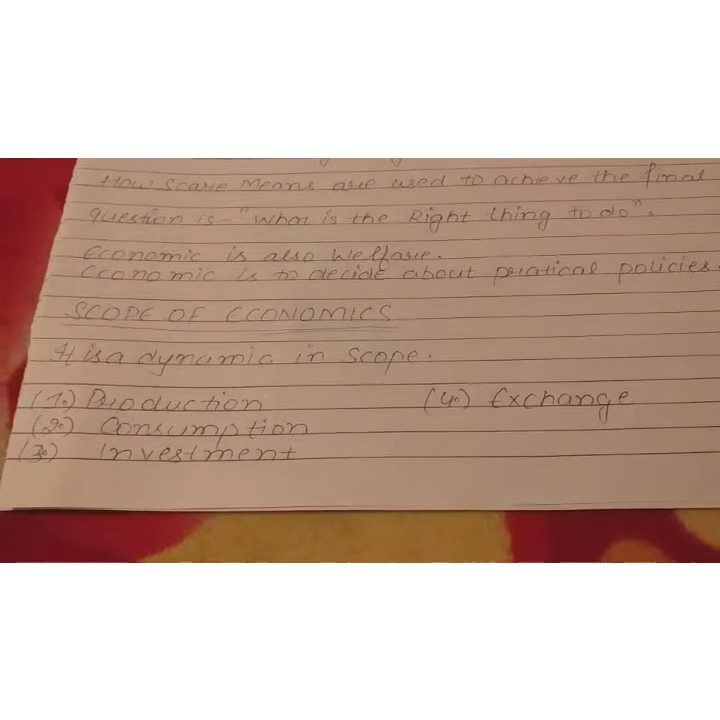 How scare means are used to achieve the final
question is - "What is the Right thing to do".
Economic is also Welfare.
Economic is to decide about pratical policies.
SCOPE OF ECONOMICS
It is a dynamic in scope.
(1.) Production (4.) Exchange
(2.) Consumption
(3.) Investment